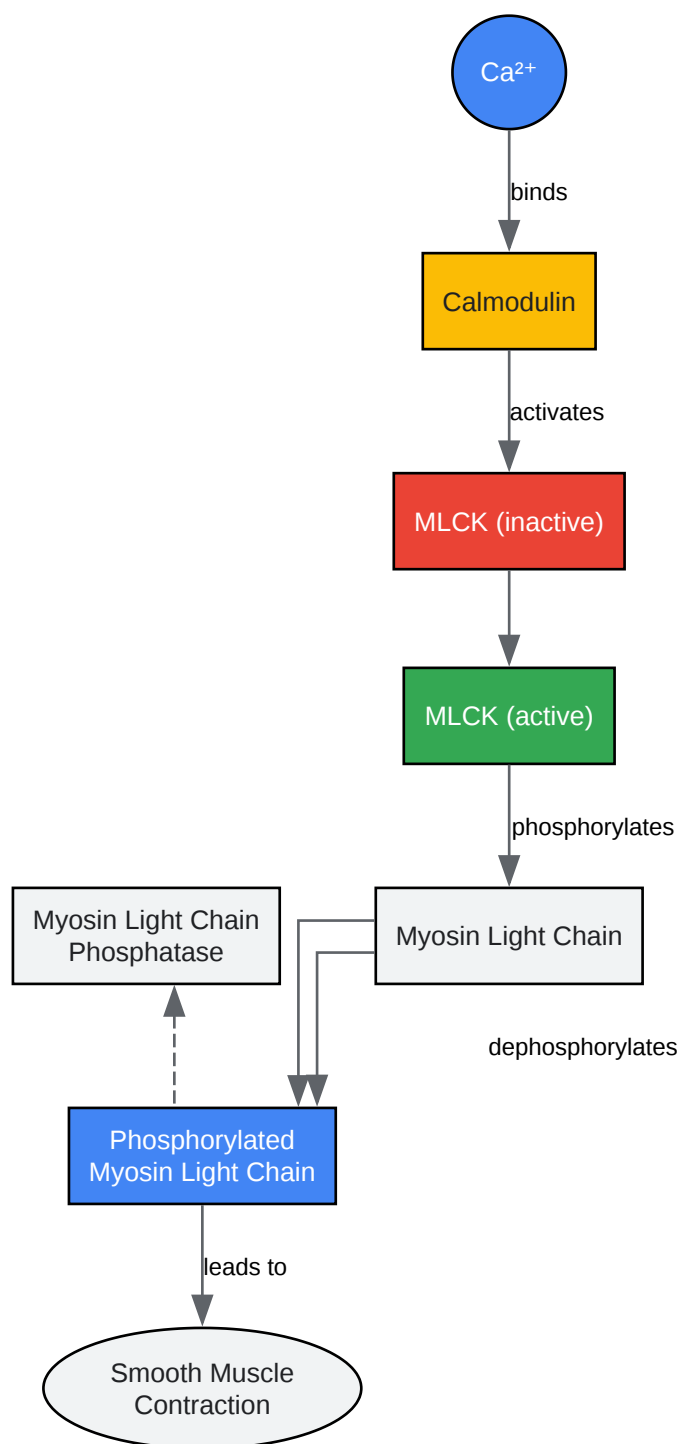 Ca²⁺
binds
Calmodulin
activates
MLCK (inactive)
MLCK (active)
phosphorylates
Myosin Light Chain
Phosphatase
Myosin Light Chain
dephosphorylates
Phosphorylated
Myosin Light Chain
leads to
Smooth Muscle
Contraction